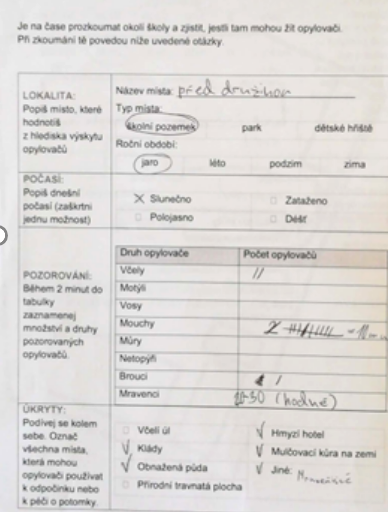 Je na čase prozkoumat okolí školy a zjistit, jestli tam mohou žít opylovači.
Při zkoumání tě povedou níže uvedené otázky.
LOKALITA:
Popiš místo, které
hodnotíš
z hlediska výskytu
opylovačů
Název místa: před družinou
Typ místa:
školní pozemek park dětské hřiště
Roční období:
jaro léto podzim zima
POČASÍ:
Popiš dnešní
počasí (zaškrtni
jednu možnost)
X Slunečno Zataženo
Polojasno Déšť
POZOROVÁNÍ:
Během 2 minut do
tabulky
zaznamenej
množství a druhy
pozorovaných
opylovačů.
Druh opylovače Počet opylovačů
Včely //
Motýli
Vosy
Mouchy
Můry
Netopýři
Brouci /
Mravenci 10-30 (hodně)
ÚKRYTY:
Podívej se kolem
sebe. Označ
všechna místa,
která mohou
opylovači používat
k odpočinku nebo
k péči o potomky.
Včelí úl
√ Klády
√ Obnažená půda
Přírodní travnatá plocha
√ Hmyzí hotel
√ Mulčovací kůra na zemi
√ Jiné: